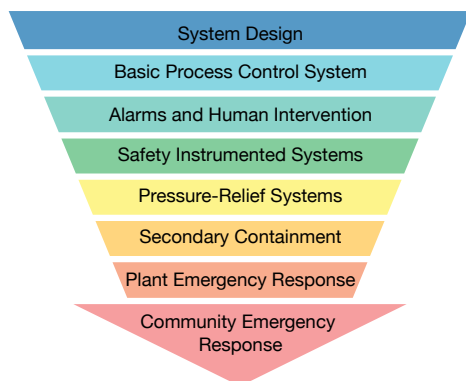 System Design
Basic Process Control System
Alarms and Human Intervention
Safety Instrumented Systems
Pressure-Relief Systems
Secondary Containment
Plant Emergency Response
Community Emergency
Response